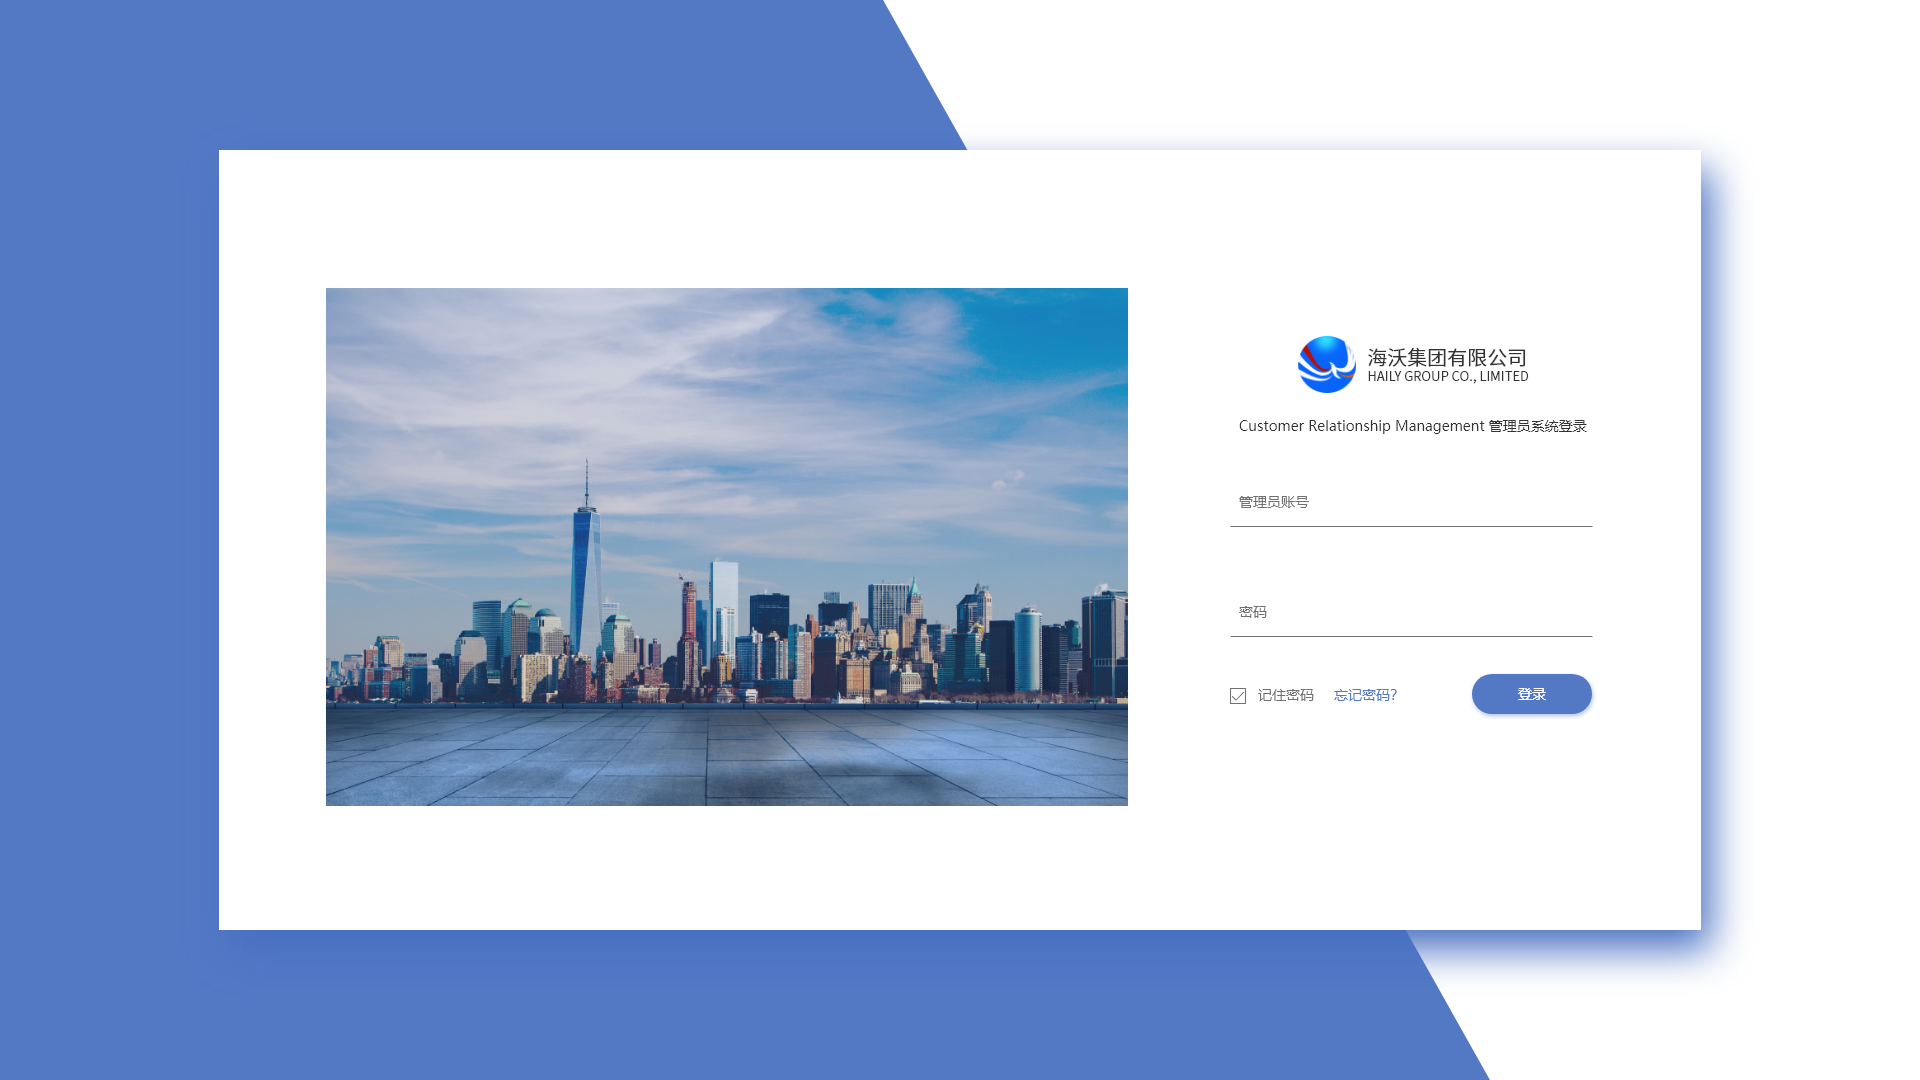 海沃集团有限公司
HAILY GROUP CO., LIMITED
Customer Relationship Management 管理员系统登录
管理员账号
密码
记住密码 忘记密码? 登录